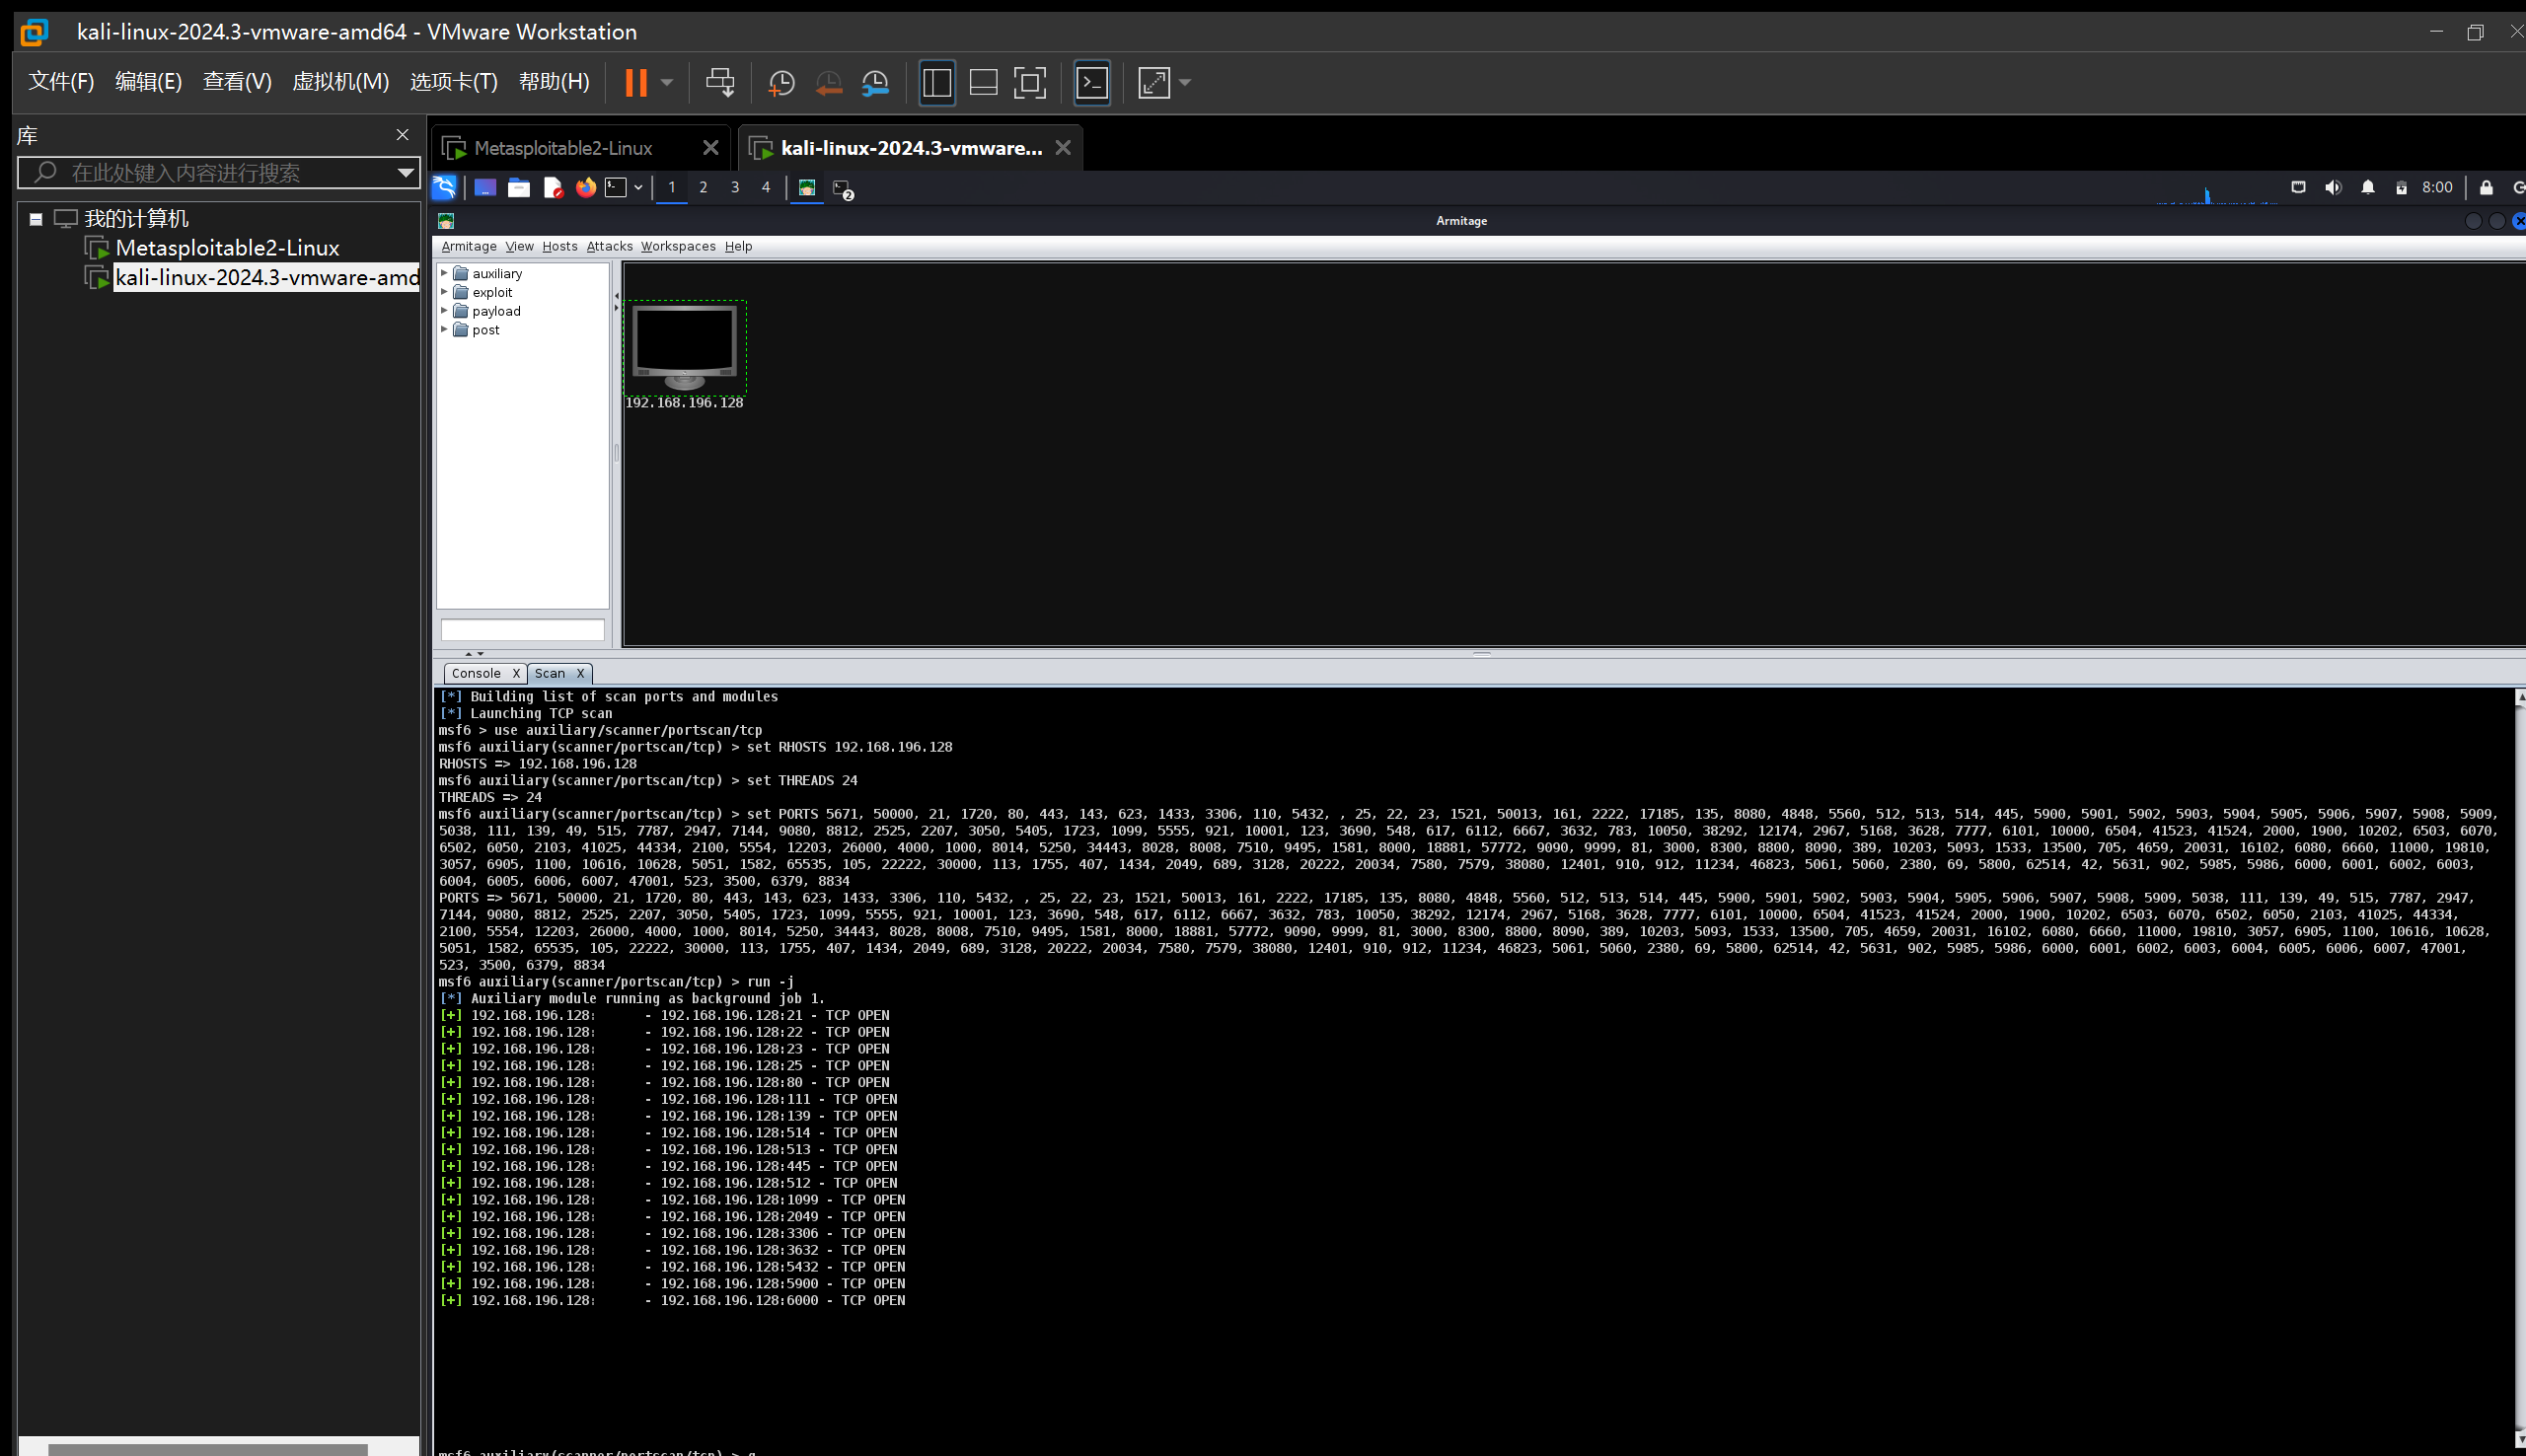 kali-linux-2024.3-vmware-amd64 - VMware Workstation
文件(F) 编辑(E) 查看(V) 虚拟机(M) 选项卡(T) 帮助(H)
库
在此处键入内容进行搜索
我的计算机
Metasploitable2-Linux
kali-linux-2024.3-vmware-amd
Metasploitable2-Linux
kali-linux-2024.3-vmware...
1 2 3 4
2
8:00
Armitage
Armitage View Hosts Attacks Workspaces Help
auxiliary
exploit
payload
post
192.168.196.128
Console X Scan X
[*] Building list of scan ports and modules
[*] Launching TCP scan
msf6 > use auxiliary/scanner/portscan/tcp
msf6 auxiliary(scanner/portscan/tcp) > set RHOSTS 192.168.196.128
RHOSTS => 192.168.196.128
msf6 auxiliary(scanner/portscan/tcp) > set THREADS 24
THREADS => 24
msf6 auxiliary(scanner/portscan/tcp) > set PORTS 5671, 50000, 21, 1720, 80, 443, 143, 623, 1433, 3306, 110, 5432, , 25, 22, 23, 1521, 50013, 161, 2222, 17185, 135, 8080, 4848, 5560, 512, 513, 514, 445, 5900, 5901, 5902, 5903, 5904, 5905, 5906, 5907, 5908, 5909,
5038, 111, 139, 49, 515, 7787, 2947, 7144, 9080, 8812, 2525, 2207, 3050, 5405, 1723, 1099, 5555, 921, 10001, 123, 3690, 548, 617, 6112, 6667, 3632, 783, 10050, 38292, 12174, 2967, 5168, 3628, 7777, 6101, 10000, 6504, 41523, 41524, 2000, 1900, 10202, 6503, 6070,
6502, 6050, 2103, 41025, 44334, 2100, 5554, 12203, 26000, 4000, 1000, 8014, 5250, 34443, 8028, 8008, 7510, 9495, 1581, 8000, 18881, 57772, 9090, 9999, 81, 3000, 8300, 8800, 8090, 389, 10203, 5093, 1533, 13500, 705, 4659, 20031, 16102, 6080, 6660, 11000, 19810,
3057, 6905, 1100, 10616, 10628, 5051, 1582, 65535, 105, 22222, 30000, 113, 1755, 407, 1434, 2049, 689, 3128, 20222, 20034, 7580, 7579, 38080, 12401, 910, 912, 11234, 46823, 5061, 5060, 2380, 69, 5800, 62514, 42, 5631, 902, 5985, 5986, 6000, 6001, 6002, 6003,
6004, 6005, 6006, 6007, 47001, 523, 3500, 6379, 8834
PORTS => 5671, 50000, 21, 1720, 80, 443, 143, 623, 1433, 3306, 110, 5432, , 25, 22, 23, 1521, 50013, 161, 2222, 17185, 135, 8080, 4848, 5560, 512, 513, 514, 445, 5900, 5901, 5902, 5903, 5904, 5905, 5906, 5907, 5908, 5909, 5038, 111, 139, 49, 515, 7787, 2947,
7144, 9080, 8812, 2525, 2207, 3050, 5405, 1723, 1099, 5555, 921, 10001, 123, 3690, 548, 617, 6112, 6667, 3632, 783, 10050, 38292, 12174, 2967, 5168, 3628, 7777, 6101, 10000, 6504, 41523, 41524, 2000, 1900, 10202, 6503, 6070, 6502, 6050, 2103, 41025, 44334,
2100, 5554, 12203, 26000, 4000, 1000, 8014, 5250, 34443, 8028, 8008, 7510, 9495, 1581, 8000, 18881, 57772, 9090, 9999, 81, 3000, 8300, 8800, 8090, 389, 10203, 5093, 1533, 13500, 705, 4659, 20031, 16102, 6080, 6660, 11000, 19810, 3057, 6905, 1100, 10616, 10628,
5051, 1582, 65535, 105, 22222, 30000, 113, 1755, 407, 1434, 2049, 689, 3128, 20222, 20034, 7580, 7579, 38080, 12401, 910, 912, 11234, 46823, 5061, 5060, 2380, 69, 5800, 62514, 42, 5631, 902, 5985, 5986, 6000, 6001, 6002, 6003, 6004, 6005, 6006, 6007, 47001,
523, 3500, 6379, 8834
msf6 auxiliary(scanner/portscan/tcp) > run -j
[*] Auxiliary module running as background job 1.
[+] 192.168.196.128: - 192.168.196.128:21 - TCP OPEN
[+] 192.168.196.128: - 192.168.196.128:22 - TCP OPEN
[+] 192.168.196.128: - 192.168.196.128:23 - TCP OPEN
[+] 192.168.196.128: - 192.168.196.128:25 - TCP OPEN
[+] 192.168.196.128: - 192.168.196.128:80 - TCP OPEN
[+] 192.168.196.128: - 192.168.196.128:111 - TCP OPEN
[+] 192.168.196.128: - 192.168.196.128:139 - TCP OPEN
[+] 192.168.196.128: - 192.168.196.128:514 - TCP OPEN
[+] 192.168.196.128: - 192.168.196.128:513 - TCP OPEN
[+] 192.168.196.128: - 192.168.196.128:445 - TCP OPEN
[+] 192.168.196.128: - 192.168.196.128:512 - TCP OPEN
[+] 192.168.196.128: - 192.168.196.128:1099 - TCP OPEN
[+] 192.168.196.128: - 192.168.196.128:2049 - TCP OPEN
[+] 192.168.196.128: - 192.168.196.128:3306 - TCP OPEN
[+] 192.168.196.128: - 192.168.196.128:3632 - TCP OPEN
[+] 192.168.196.128: - 192.168.196.128:5432 - TCP OPEN
[+] 192.168.196.128: - 192.168.196.128:5900 - TCP OPEN
[+] 192.168.196.128: - 192.168.196.128:6000 - TCP OPEN